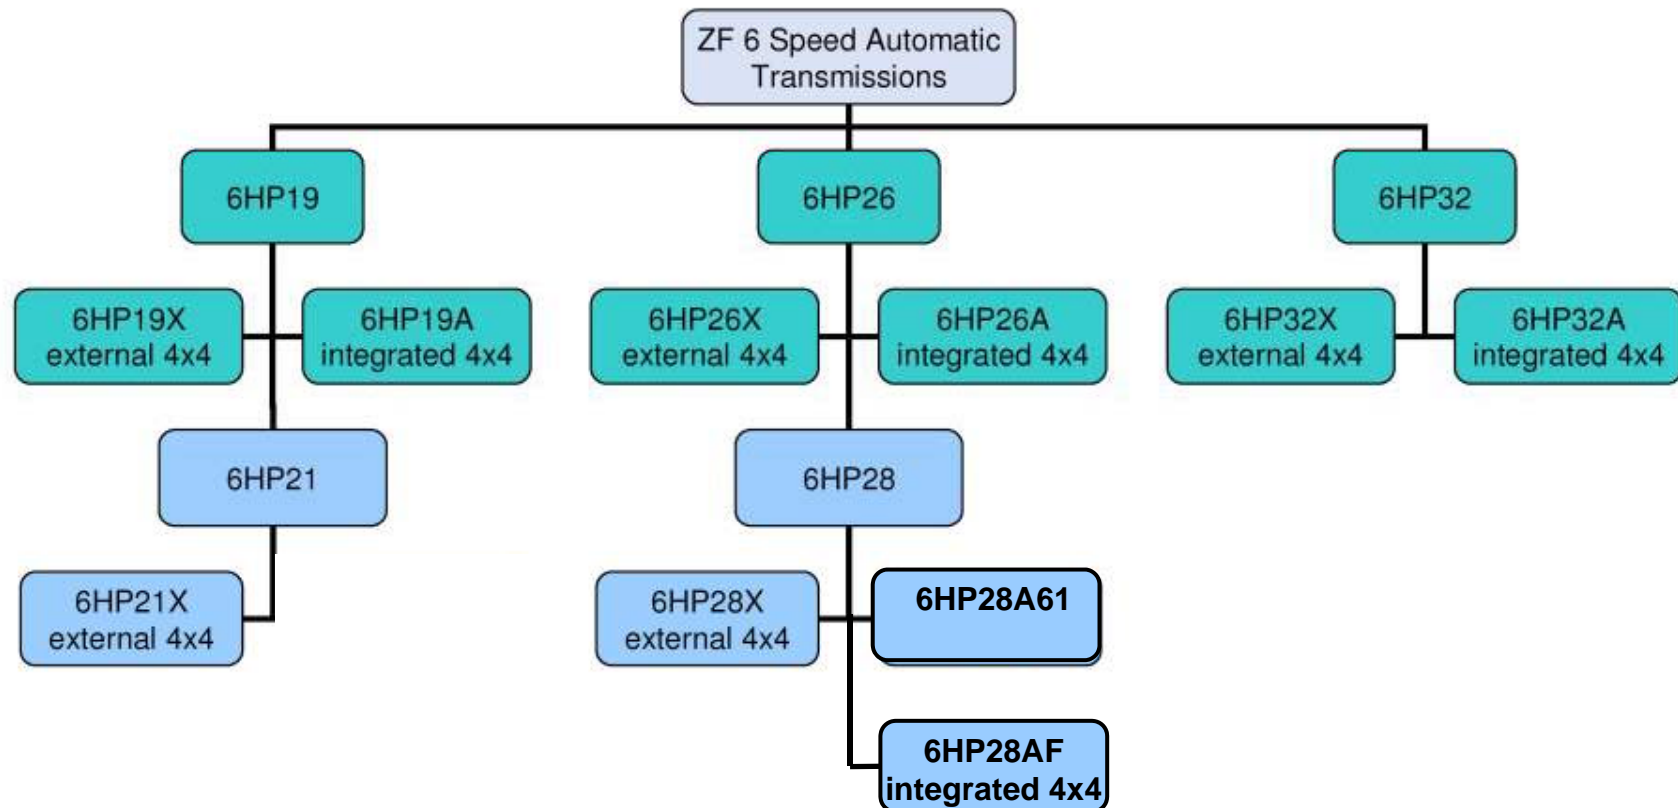 ZF 6 Speed Automatic
Transmissions
6HP19
6HP26
6HP32
6HP19X
external 4x4
6HP19A
integrated 4x4
6HP26X
external 4x4
6HP26A
integrated 4x4
6HP32X
external 4x4
6HP32A
integrated 4x4
6HP21
6HP28
6HP21X
external 4x4
6HP28X
external 4x4
6HP28A61
6HP28AF
integrated 4x4